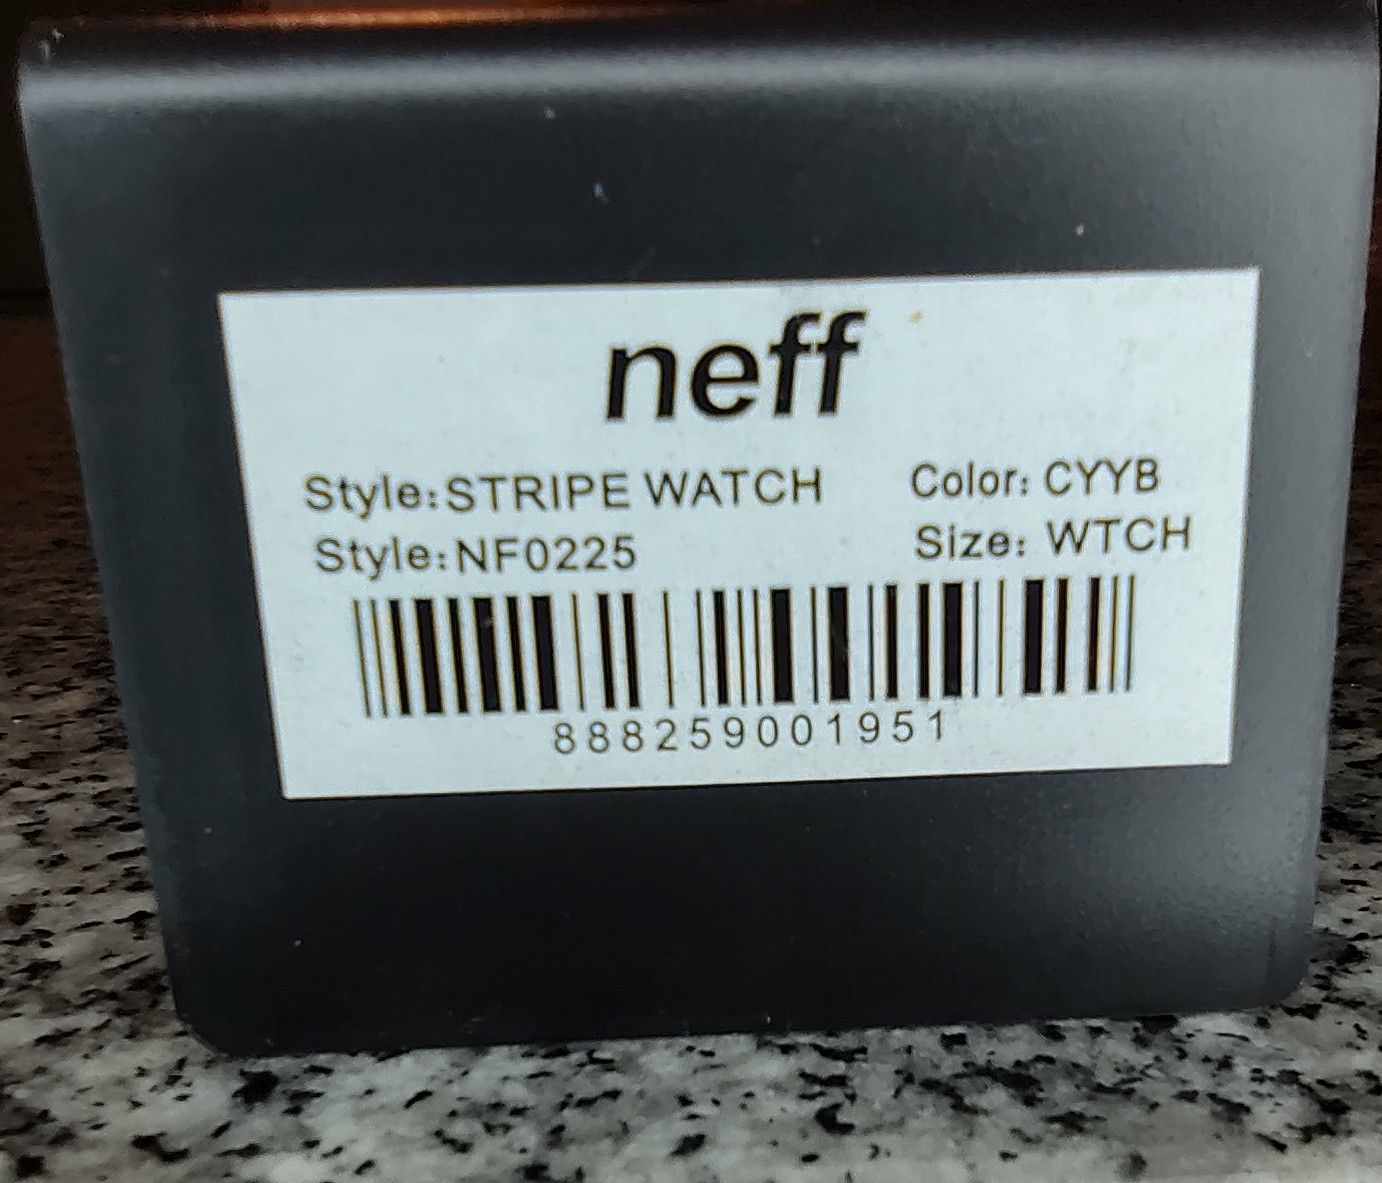 neff
Style:STRIPE WATCH Color: CYYB
Style:NF0225 Size: WTCH
888259001951